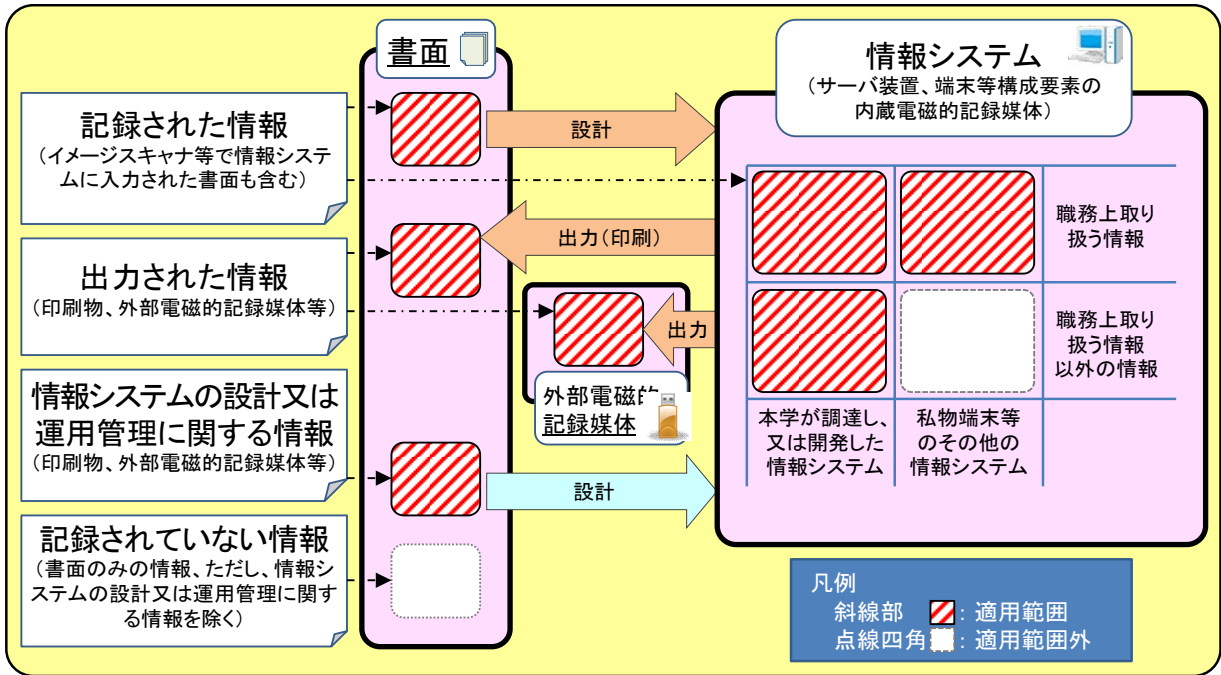 書面
情報システム
(サーバ装置、端末等構成要素の
内蔵電磁的記録媒体)
記録された情報
(イメージスキャナ等で情報システ
ムに入力された書面も含む)
設計
出力(印刷)
職務上取り
扱う情報
出力された情報
(印刷物、外部電磁的記録媒体等)
出力
職務上取り
扱う情報
以外の情報
外部電磁的
記録媒体
情報システムの設計又は
運用管理に関する情報
(印刷物、外部電磁的記録媒体等)
本学が調達し、
又は開発した
情報システム
私物端末等
のその他の
情報システム
設計
記録されていない情報
(書面のみの情報、ただし、情報シ
ステムの設計又は運用管理に関す
る情報を除く)
凡例
斜線部 : 適用範囲
点線四角 : 適用範囲外